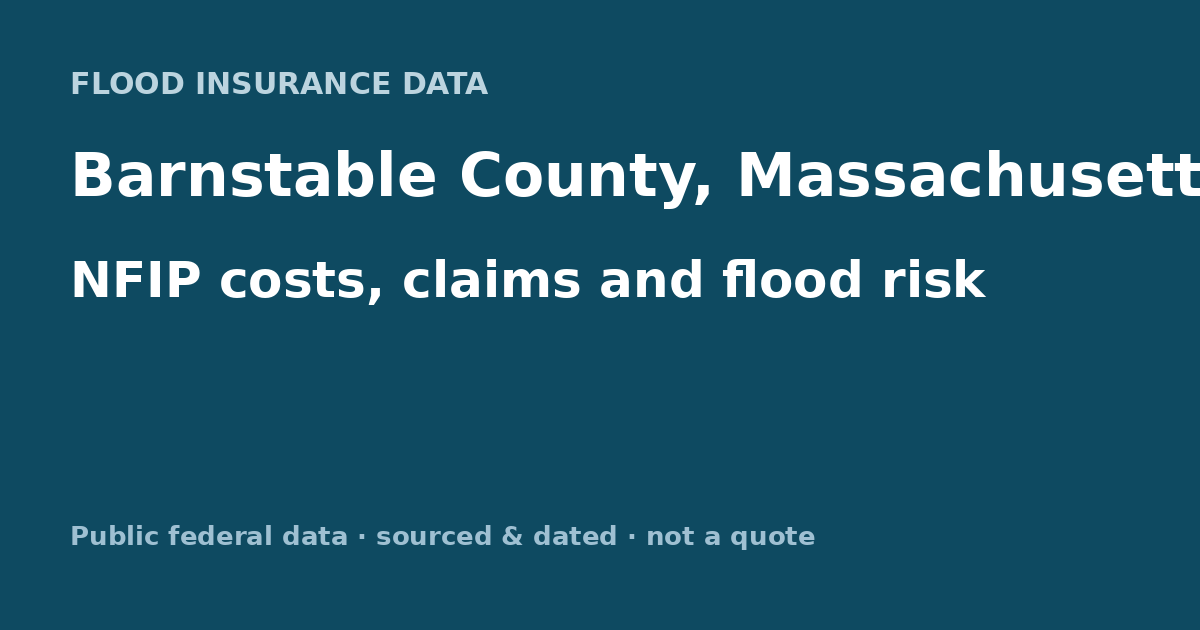 FLOOD INSURANCE DATA
Barnstable County, Massachusett
NFIP costs, claims and flood risk
Public federal data · sourced & dated · not a quote